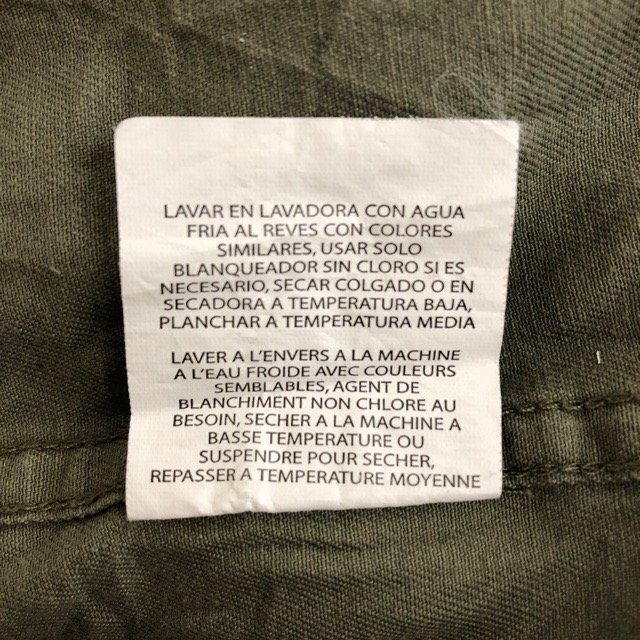 LAVAR EN LAVADORA CON AGUA
FRIA AL REVES CON COLORES
SIMILARES, USAR SOLO
BLANQUEADOR SIN CLORO SI ES
NECESARIO, SECAR COLGADO O EN
SECADORA A TEMPERATURA BAJA,
PLANCHAR A TEMPERATURA MEDIA
LAVER A L'ENVERS A LA MACHINE
A L'EAU FROIDE AVEC COULEURS
SEMBLABLES, AGENT DE
BLANCHIMENT NON CHLORE AU
BESOIN, SECHER A LA MACHINE A
BASSE TEMPERATURE OU
SUSPENDRE POUR SECHER,
REPASSER A TEMPERATURE MOYENNE